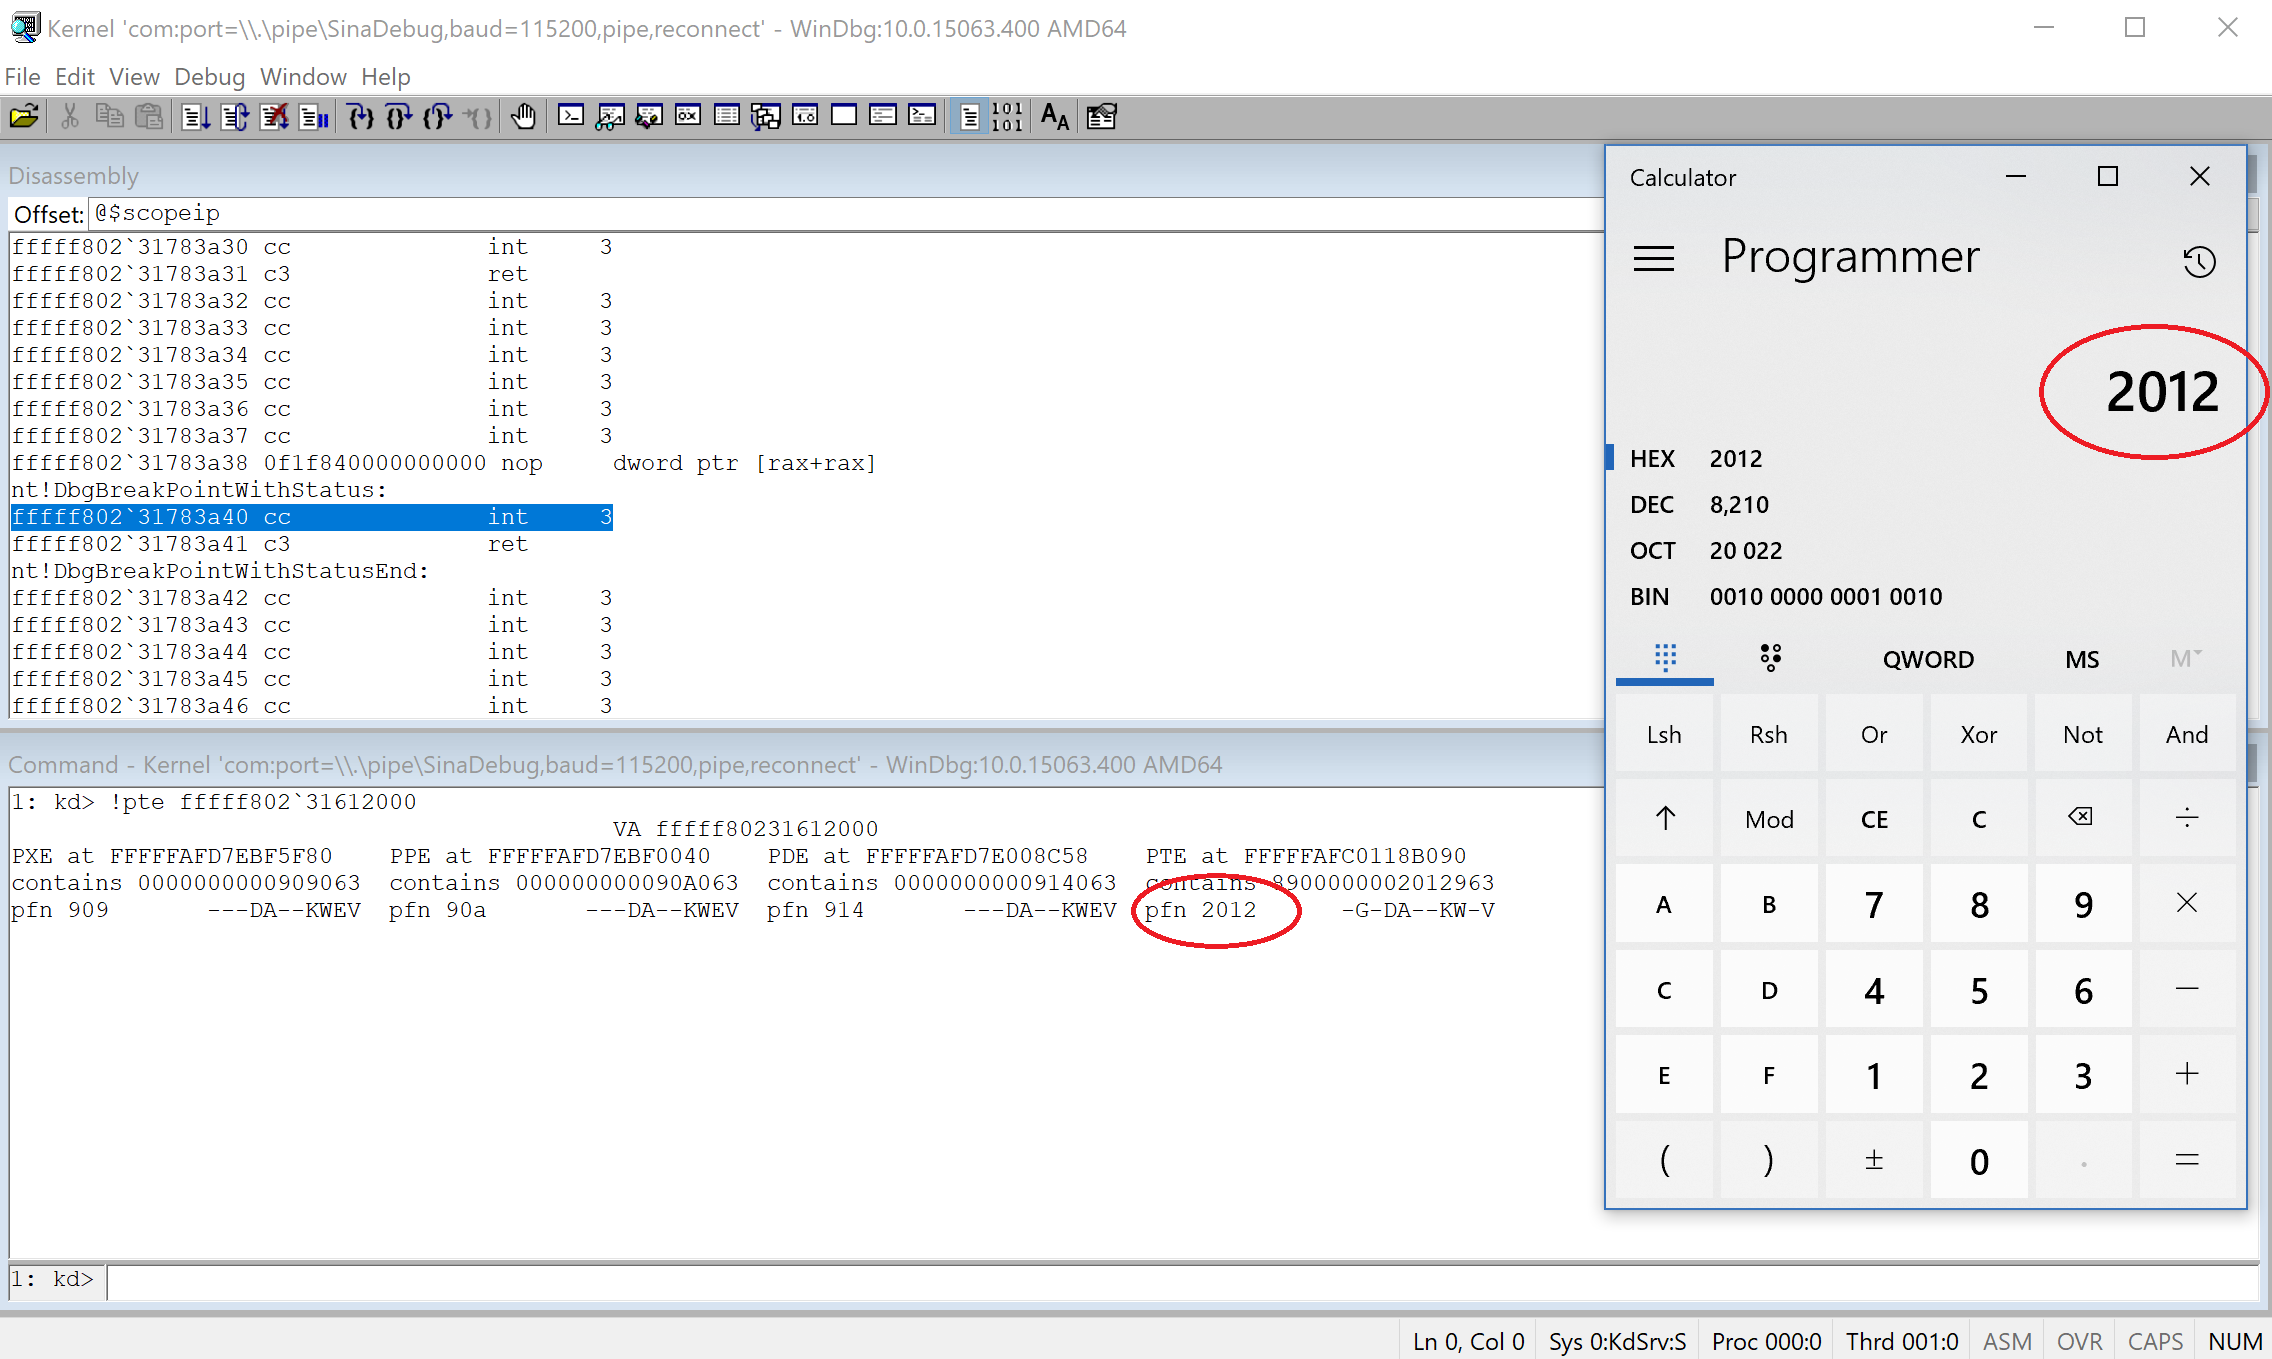 Kernel 'com:port=\\.\pipe\SinaDebug,baud=115200,pipe,reconnect' - WinDbg:10.0.15063.400 AMD64
File Edit View Debug Window Help
Disassembly
Offset: @$scopeip
fffff802`31783a30 cc int 3
fffff802`31783a31 c3 ret
fffff802`31783a32 cc int 3
fffff802`31783a33 cc int 3
fffff802`31783a34 cc int 3
fffff802`31783a35 cc int 3
fffff802`31783a36 cc int 3
fffff802`31783a37 cc int 3
fffff802`31783a38 0f1f840000000000 nop dword ptr [rax+rax]
nt!DbgBreakPointWithStatus:
fffff802`31783a40 cc int 3
fffff802`31783a41 c3 ret
nt!DbgBreakPointWithStatusEnd:
fffff802`31783a42 cc int 3
fffff802`31783a43 cc int 3
fffff802`31783a44 cc int 3
fffff802`31783a45 cc int 3
fffff802`31783a46 cc int 3
Command - Kernel 'com:port=\\.\pipe\SinaDebug,baud=115200,pipe,reconnect' - WinDbg:10.0.15063.400 AMD64
1: kd> !pte fffff802`31612000
VA fffff80231612000
PXE at FFFFFAFD7EBF5F80 PPE at FFFFFAFD7EBF0040 PDE at FFFFFAFD7E008C58 PTE at FFFFFAFC0118B090
contains 0000000000909063 contains 000000000090A063 contains 0000000000914063 contains 8900000002012963
pfn 909 ---DA--KWEV pfn 90a ---DA--KWEV pfn 914 ---DA--KWEV pfn 2012 -G-DA--KW-V
1: kd>
Calculator
Programmer
2012
HEX 2012
DEC 8,210
OCT 20 022
BIN 0010 0000 0001 0010
QWORD MS M
Lsh Rsh Or Xor Not And
↑ Mod CE C ÷
A B 7 8 9 ×
C D 4 5 6 −
E F 1 2 3 +
( ) ± 0 . =
Ln 0, Col 0 Sys 0:KdSrv:S Proc 000:0 Thrd 001:0 ASM OVR CAPS NUM